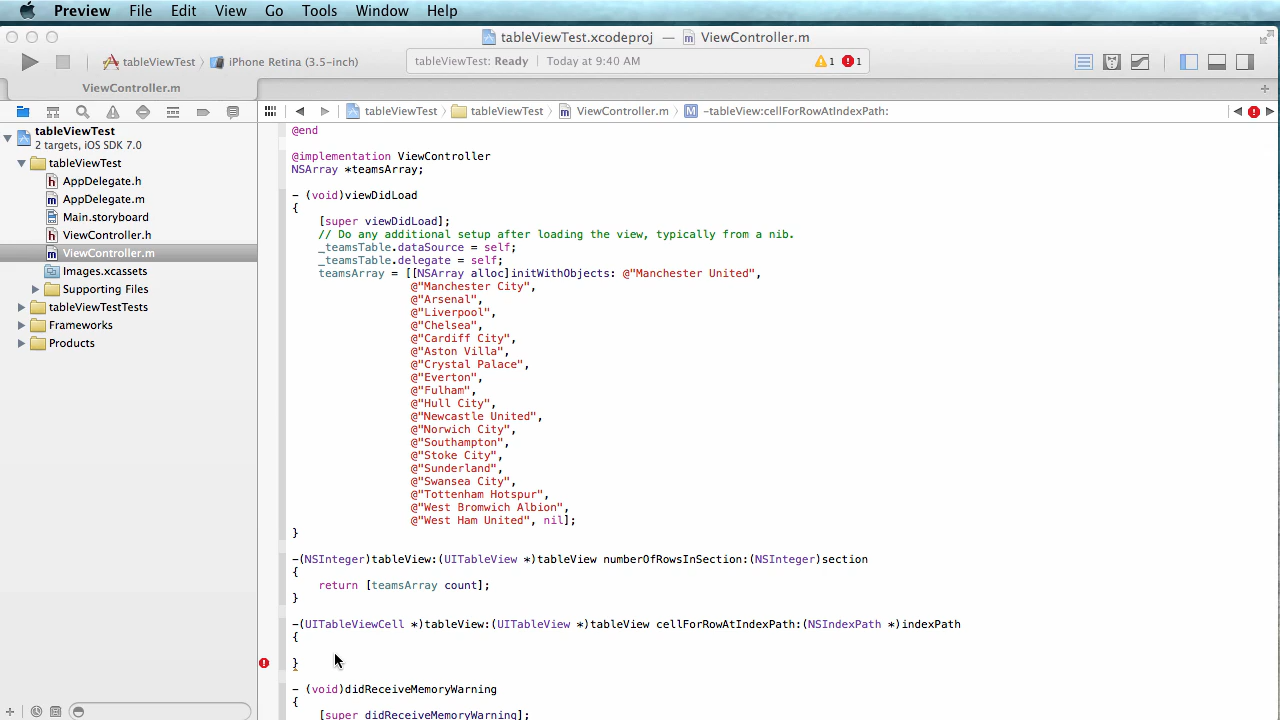 Preview File Edit View Go Tools Window Help
tableViewTest.xcodeproj — ViewController.m
tableViewTest iPhone Retina (3.5-inch) tableViewTest: Ready Today at 9:40 AM 1 1
ViewController.m
tableViewTest tableViewTest ViewController.m M -tableView:cellForRowAtIndexPath:
tableViewTest
2 targets, iOS SDK 7.0
tableViewTest
h AppDelegate.h
m AppDelegate.m
Main.storyboard
h ViewController.h
m ViewController.m
Images.xcassets
Supporting Files
tableViewTestTests
Frameworks
Products
@end
@implementation ViewController
NSArray *teamsArray;
- (void)viewDidLoad
{
[super viewDidLoad];
// Do any additional setup after loading the view, typically from a nib.
_teamsTable.dataSource = self;
_teamsTable.delegate = self;
teamsArray = [[NSArray alloc]initWithObjects: @"Manchester United",
@"Manchester City",
@"Arsenal",
@"Liverpool",
@"Chelsea",
@"Cardiff City",
@"Aston Villa",
@"Crystal Palace",
@"Everton",
@"Fulham",
@"Hull City",
@"Newcastle United",
@"Norwich City",
@"Southampton",
@"Stoke City",
@"Sunderland",
@"Swansea City",
@"Tottenham Hotspur",
@"West Bromwich Albion",
@"West Ham United", nil];
}
-(NSInteger)tableView:(UITableView *)tableView numberOfRowsInSection:(NSInteger)section
{
return [teamsArray count];
}
-(UITableViewCell *)tableView:(UITableView *)tableView cellForRowAtIndexPath:(NSIndexPath *)indexPath
{
}
- (void)didReceiveMemoryWarning
{
[super didReceiveMemoryWarning];